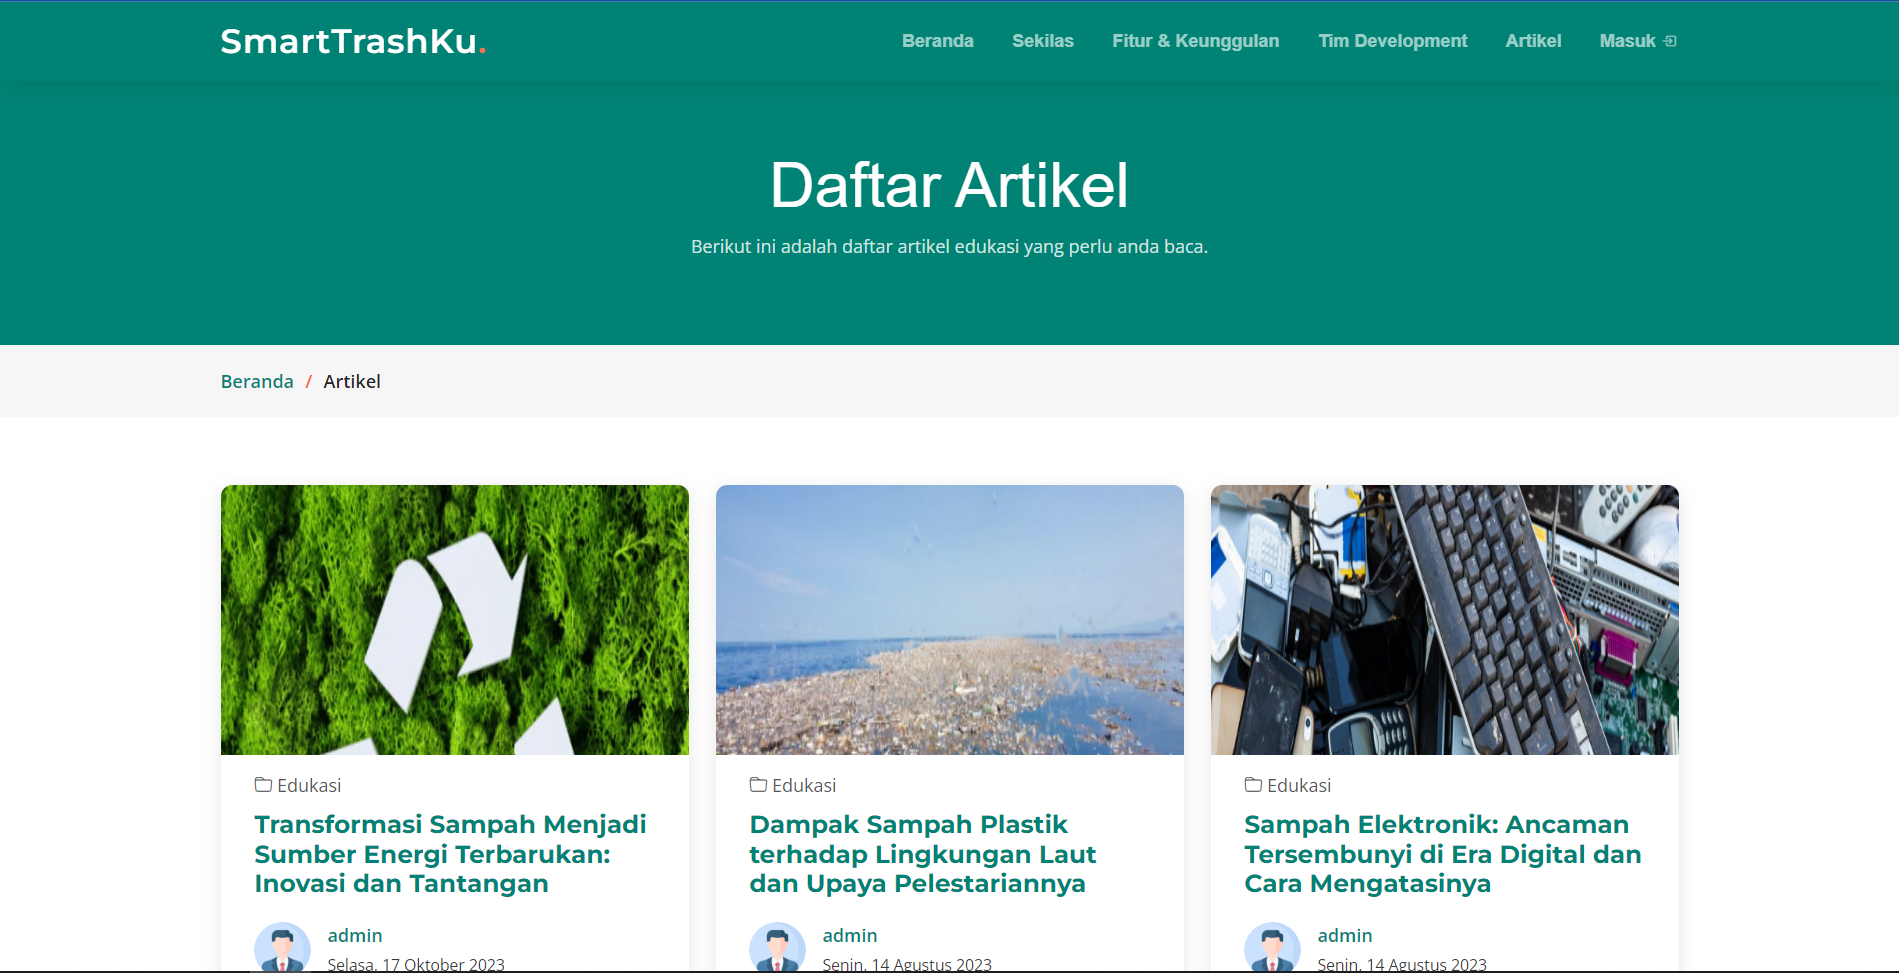 SmartTrashKu.
Beranda Sekilas Fitur & Keunggulan Tim Development Artikel Masuk
Daftar Artikel
Berikut ini adalah daftar artikel edukasi yang perlu anda baca.
Beranda / Artikel
Edukasi
Transformasi Sampah Menjadi
Sumber Energi Terbarukan:
Inovasi dan Tantangan
admin
Selasa, 17 Oktober 2023
Edukasi
Dampak Sampah Plastik
terhadap Lingkungan Laut
dan Upaya Pelestariannya
admin
Senin, 14 Agustus 2023
Edukasi
Sampah Elektronik: Ancaman
Tersembunyi di Era Digital dan
Cara Mengatasinya
admin
Senin, 14 Agustus 2023